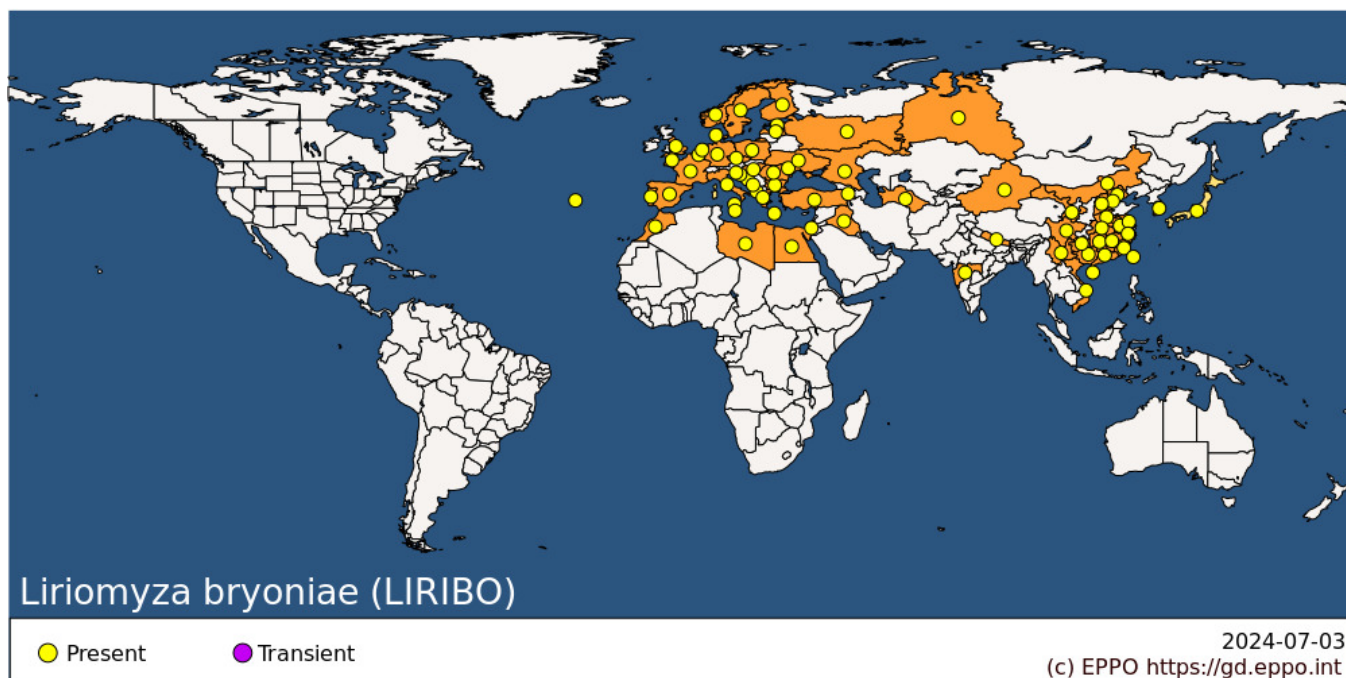 Liriomyza bryoniae (LIRIBO)
Present
Transient
2024-07-03
(c) EPPO https://gd.eppo.int